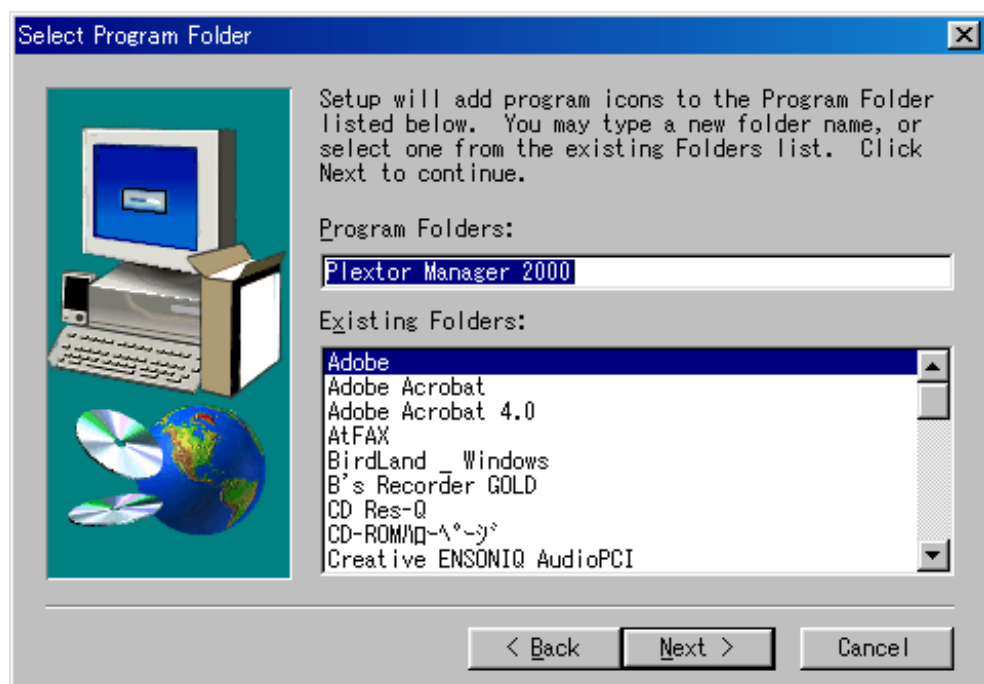 Select Program Folder
Setup will add program icons to the Program Folder
listed below.  You may type a new folder name, or
select one from the existing Folders list.  Click
Next to continue.
Program Folders:
Plextor Manager 2000
Existing Folders:
Adobe
Adobe Acrobat
Adobe Acrobat 4.0
AtFAX
BirdLand _ Windows
B's Recorder GOLD
CD Res-Q
CD-ROMﾊﾛｰﾍﾟｰｼﾞ
Creative ENSONIQ AudioPCI
< Back
Next >
Cancel